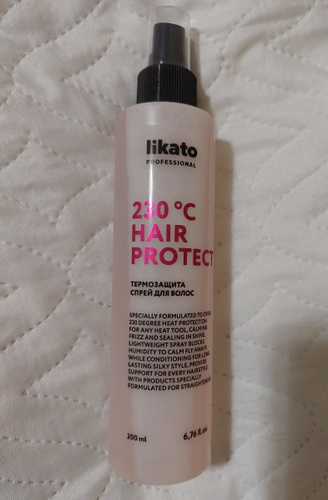 likato
PROFESSIONAL
230 °C
HAIR
PROTECT
ТЕРМОЗАЩИТА
СПРЕЙ ДЛЯ ВОЛОС
SPECIALLY FORMULATED TO
230 DEGREE HEAT PROTECTION
FOR ANY HEAT TOOL, CALMING
FRIZZ AND SEALING IN SHINE,
LIGHTWEIGHT SPRAY BLOCKS
HUMIDITY TO CALM FLY AWAYS
WHILE CONDITIONING FOR LONG
LASTING SILKY STYLE, PROVIDE
SUPPORT FOR EVERY HAIRSTYLE
WITH PRODUCTS SPECIALLY
FORMULATED FOR STRAIGHTENING
200 ml
6,76 fl.oz.